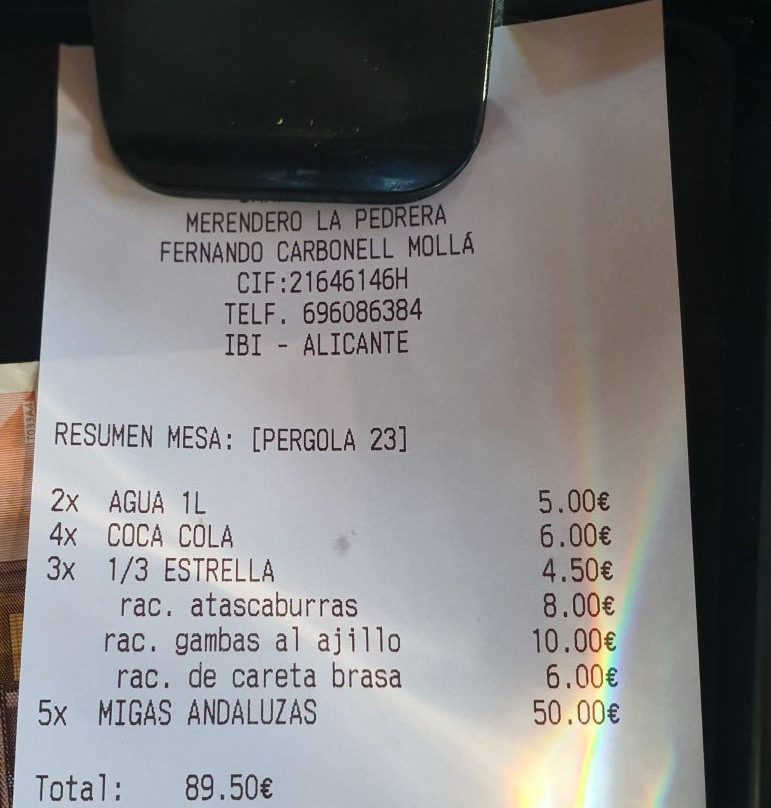 MERENDERO LA PEDRERA
FERNANDO CARBONELL MOLLÁ
CIF:21646146H
TELF. 696086384
IBI - ALICANTE
RESUMEN MESA: [PERGOLA 23]
2x AGUA 1L 5.00€
4x COCA COLA 6.00€
3x 1/3 ESTRELLA 4.50€
rac. atascaburras 8.00€
rac. gambas al ajillo 10.00€
rac. de careta brasa 6.00€
5x MIGAS ANDALUZAS 50.00€
Total: 89.50€